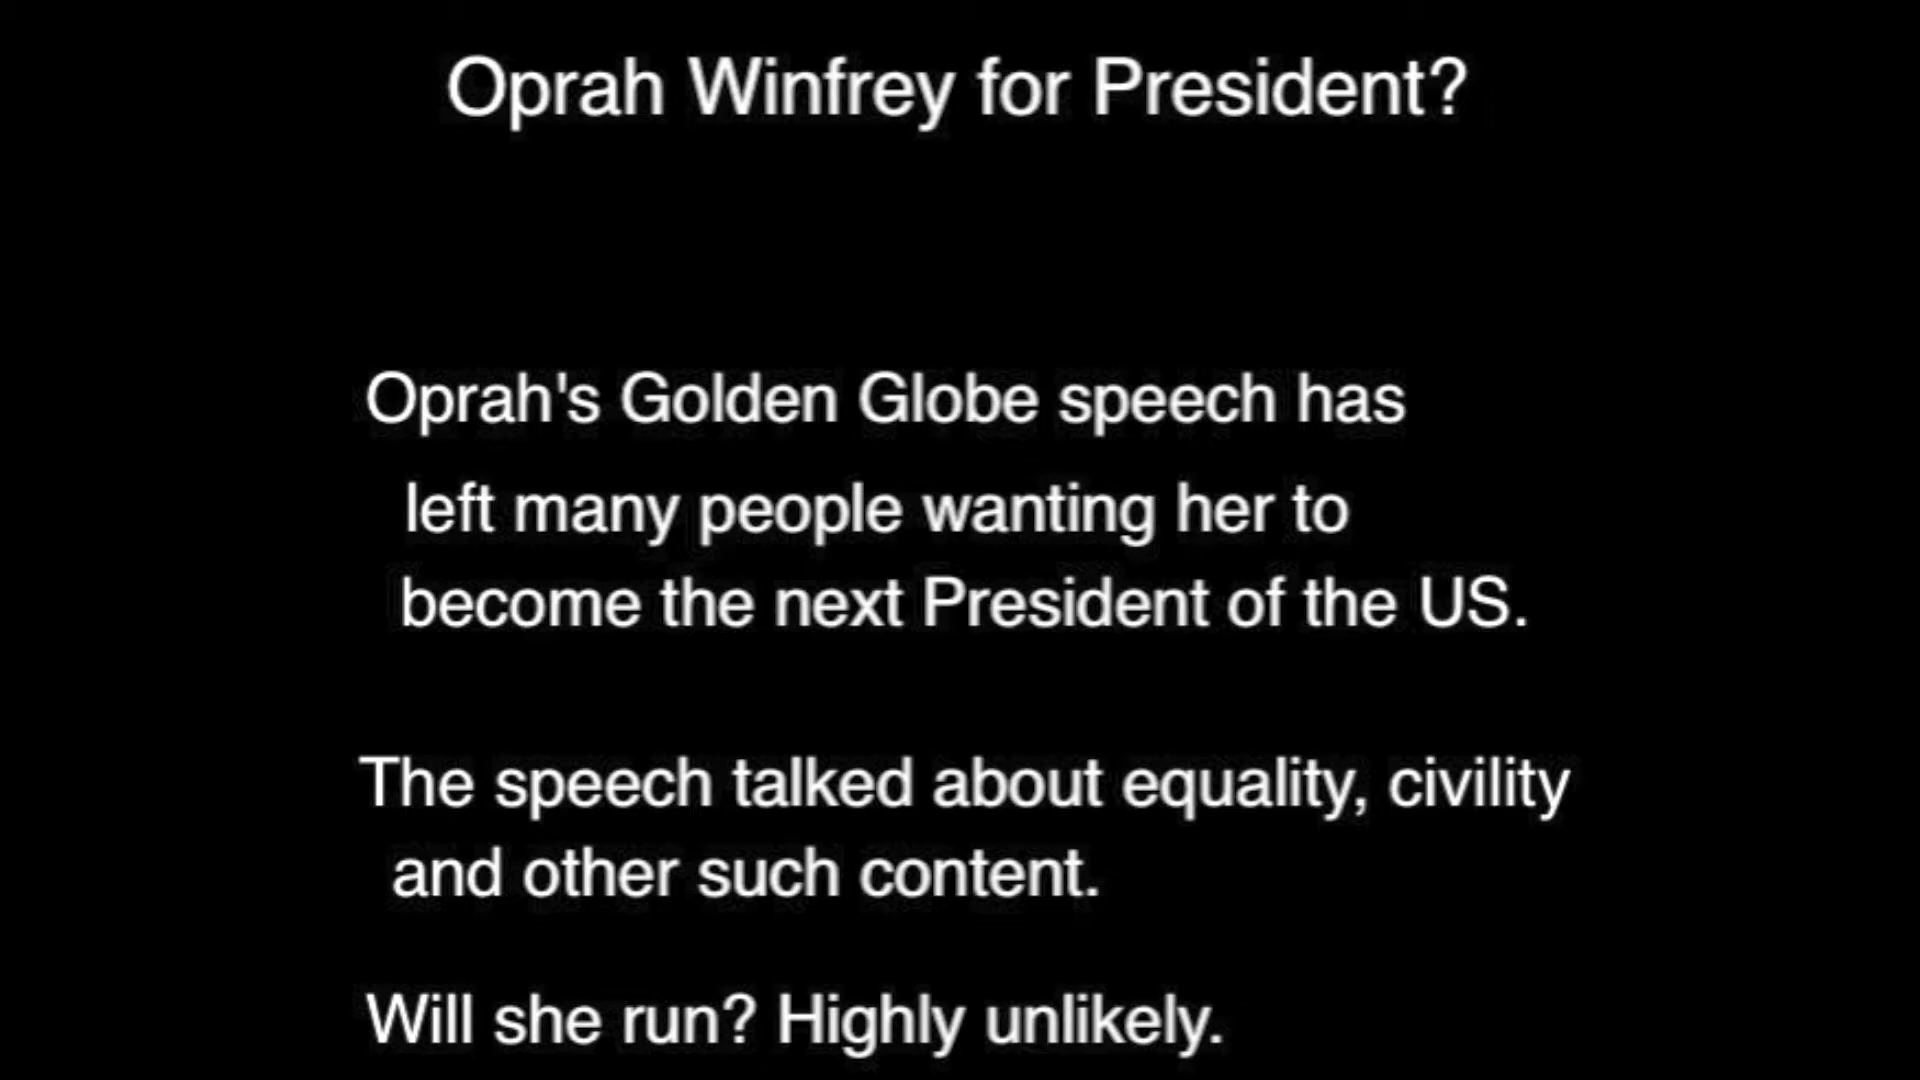 Oprah Winfrey for President?
Oprah's Golden Globe speech has
left many people wanting her to
become the next President of the US.
The speech talked about equality, civility
and other such content.
Will she run? Highly unlikely.